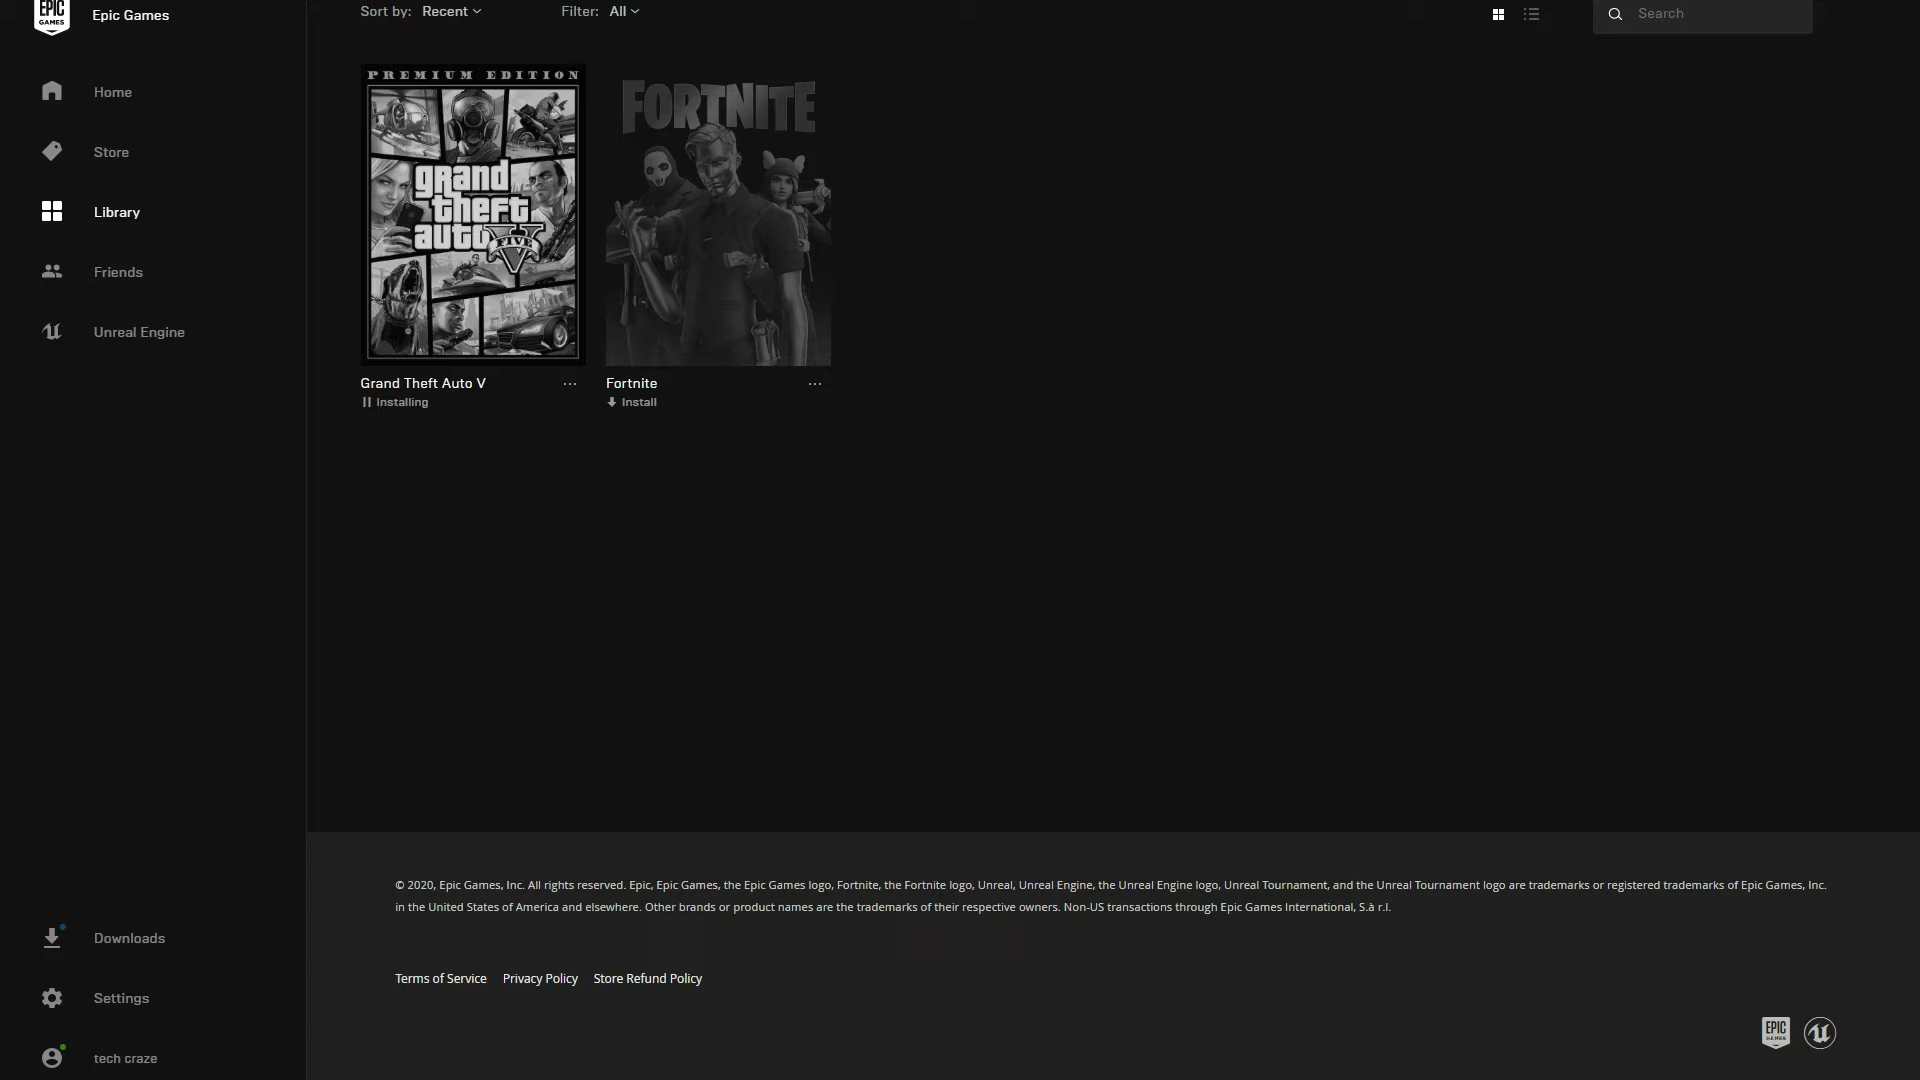 EPIC
GAMES
Epic Games
Home
Store
Library
Friends
Unreal Engine
Downloads
Settings
tech craze
Sort by: Recent
Filter: All
Search
PREMIUM EDITION
grand
theft
auto
FIVE
V
Grand Theft Auto V
...
Installing
FORTNITE
Fortnite
...
Install
© 2020, Epic Games, Inc. All rights reserved. Epic, Epic Games, the Epic Games logo, Fortnite, the Fortnite logo, Unreal, Unreal Engine, the Unreal Engine logo, Unreal Tournament, and the Unreal Tournament logo are trademarks or registered trademarks of Epic Games, Inc.
in the United States of America and elsewhere. Other brands or product names are the trademarks of their respective owners. Non-US transactions through Epic Games International, S.à r.l.
Terms of Service Privacy Policy Store Refund Policy
EPIC
GAMES